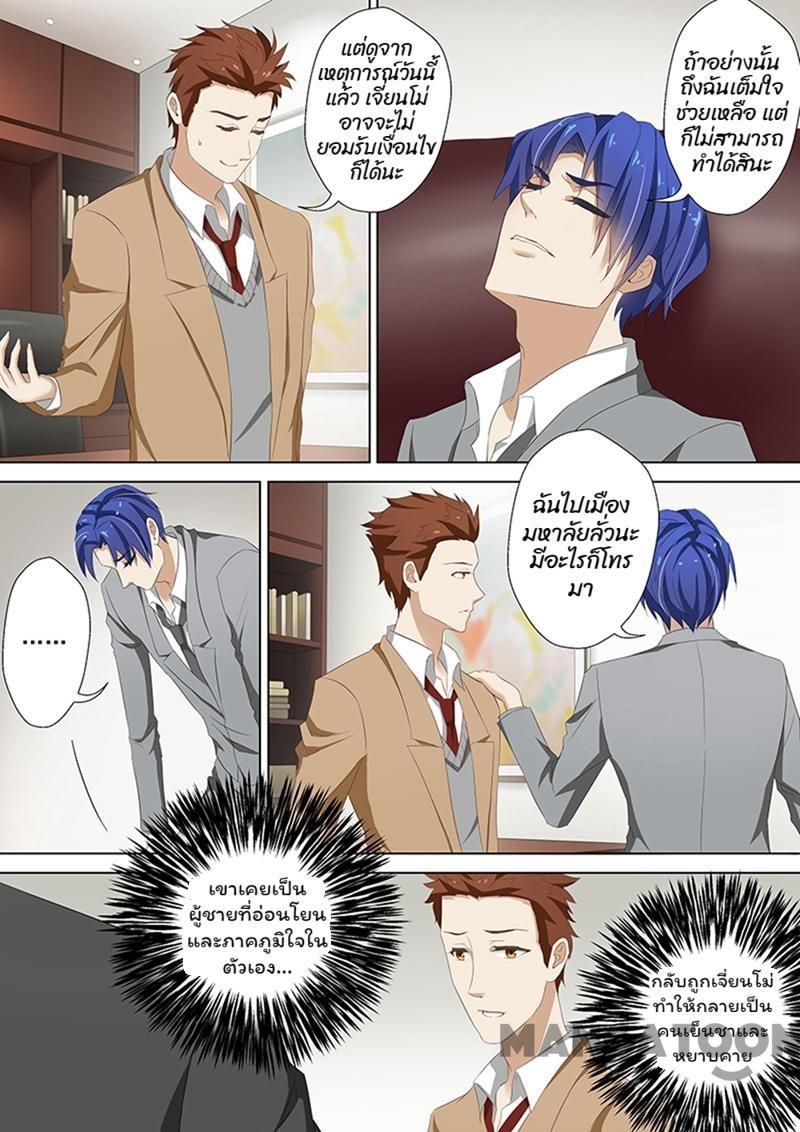 แต่ดูจาก
เหตุการณ์วันนี้
แล้ว เจี่ยนโม่
อาจจะไม่
ยอมรับเงื่อนไข
ก็ได้นะ
ถ้าอย่างนั้น
ถึงฉันเต็มใจ
ช่วยเหลือ แต่
ก็ไม่สามารถ
ทำได้สินะ
......
ฉันไปเมือง
มหาลัยลั่วนะ
มีอะไรก็โทร
มา
เขาเคยเป็น
ผู้ชายที่อ่อนโยน
และภาคภูมิใจใน
ตัวเอง...
กลับถูกเจี่ยนโม่
ทำให้กลายเป็น
คนเย็นชาและ
หยาบคาย
MANGATOON